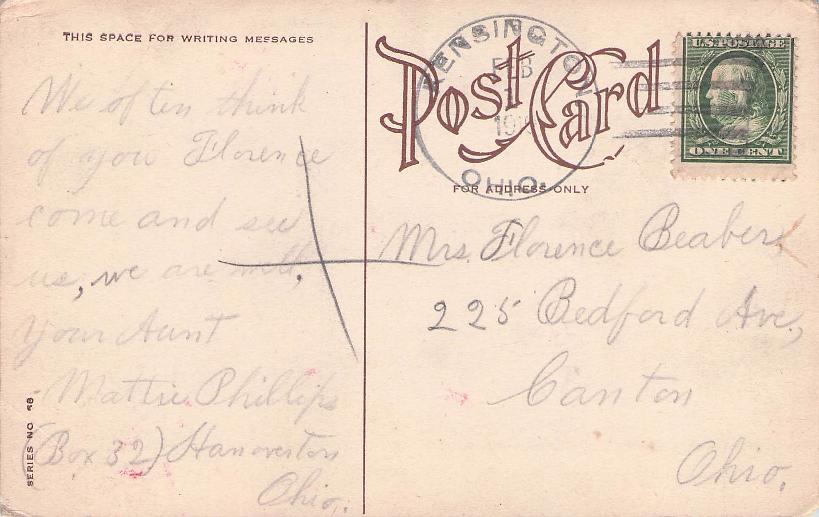 THIS SPACE FOR WRITING MESSAGES
We often think
of you Florence
come and see
us, we are well,
Your Aunt
Mattie Phillips
(Box 32) Hanoverton
Ohio,
SERIES NO 68
Post Card
FOR ADDRESS ONLY
KENSINGTON
FEB
OHIO.
U.S. POSTAGE
ONE CENT
Mrs. Florence Beaber,
225 Bedford Ave,
Canton
Ohio.